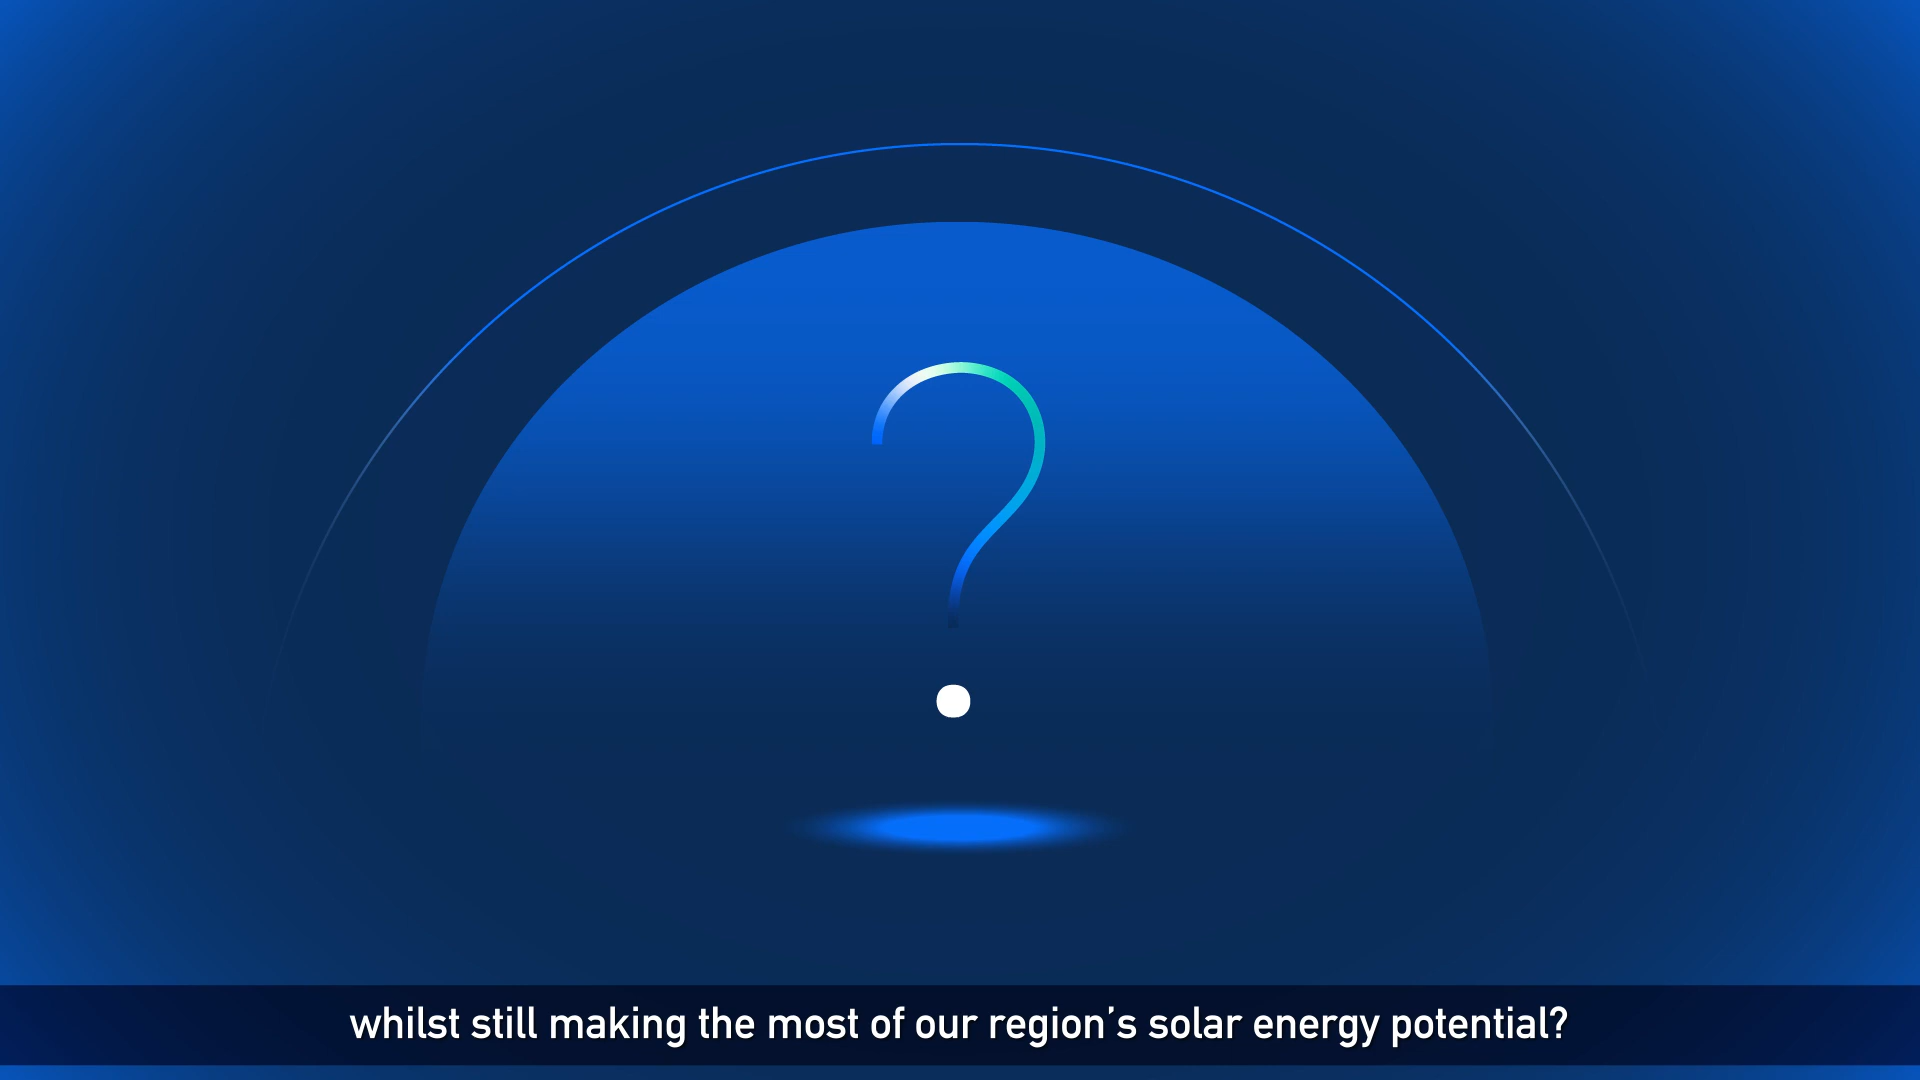 ?
whilst still making the most of our region's solar energy potential?